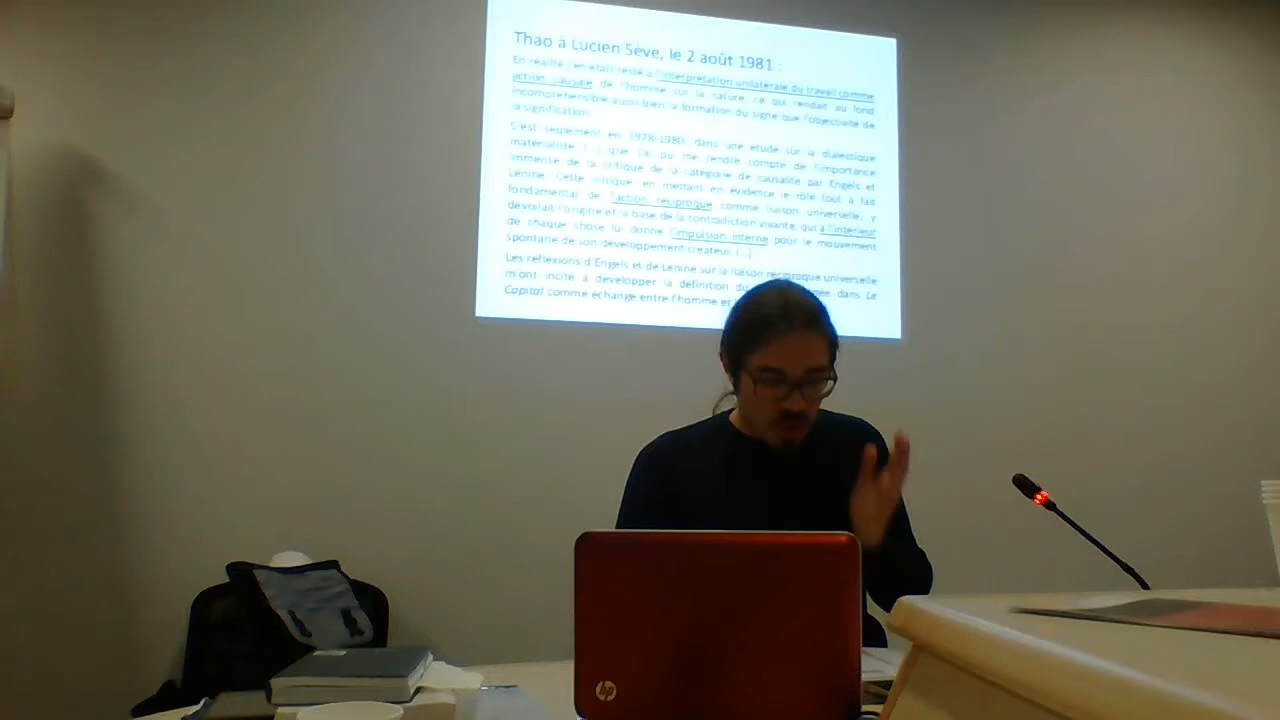 Thao à Lucien Sève, le 2 août 1981 :
En réalité j'en étais resté à l'interprétation unilatérale du travail comme
action causale de l'homme sur la nature, ce qui rendait au fond
incompréhensible aussi bien la formation du signe que l'objectivité de
la signification.
C'est seulement en 1978-1980, dans une étude sur la dialectique
matérialiste (…) que j'ai pu me rendre compte de l'importance
immense de la critique de la catégorie de causalité par Engels et
Lénine. Cette critique, en mettant en évidence le rôle tout à fait
fondamental de l'action réciproque comme liaison universelle, y
dévoilait l'origine et la base de la contradiction vivante, qui à l'intérieur
de chaque chose lui donne l'impulsion interne pour le mouvement
spontané de son développement créateur. (…)
Les réflexions d'Engels et de Lénine sur la liaison réciproque universelle
m'ont incité à développer la définition du dans Le
Capital comme échange entre l'homme et
hp